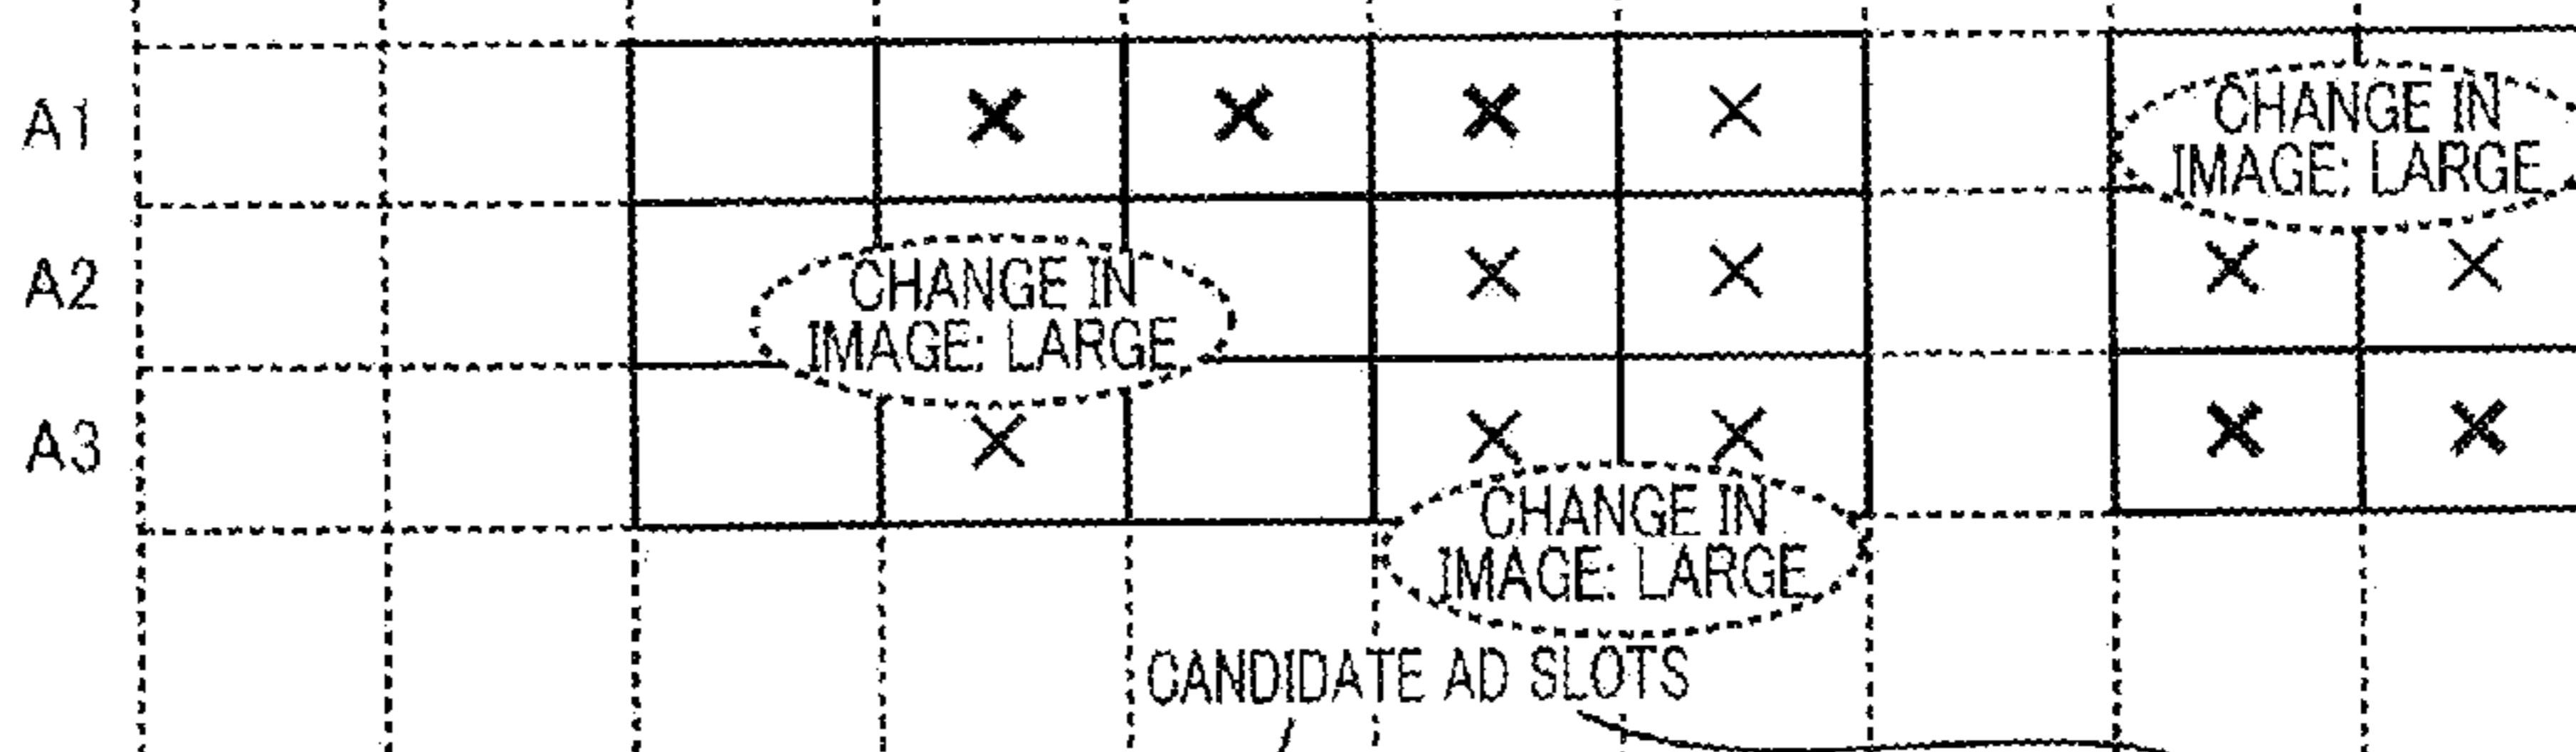 A1 × × × × CHANGE IN
IMAGE: LARGE
A2 CHANGE IN
IMAGE: LARGE × × × ×
A3 × × × × ×
CHANGE IN
IMAGE: LARGE
CANDIDATE AD SLOTS